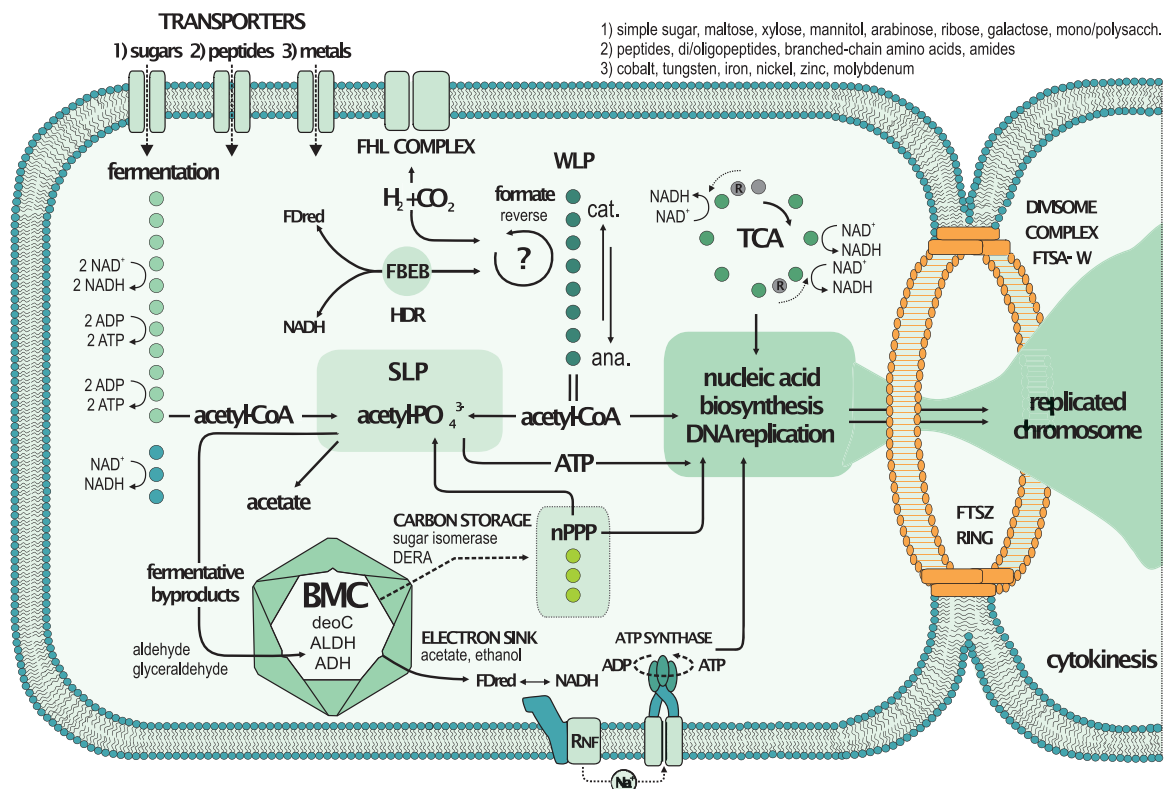 TRANSPORTERS
1) sugars 2) peptides 3) metals
1) simple sugar, maltose, xylose, mannitol, arabinose, ribose, galactose, mono/polysacch.
2) peptides, di/oligopeptides, branched-chain amino acids, amides
3) cobalt, tungsten, iron, nickel, zinc, molybdenum
FHL COMPLEX
fermentation
H2+CO2
formate
reverse
?
WLP
cat.
ana.
FDred
FBEB
HDR
NADH
2 NAD+
2 NADH
2 ADP
2 ATP
2 ADP
2 ATP
NAD+
NADH
NADH
NAD+
R
TCA
NAD+
NADH
NAD+
NADH
R
DIVISOME
COMPLEX
FTSA-W
SLP
acetyl-CoA
acetyl-PO4 3-
acetyl-CoA
nucleic acid
biosynthesis
DNA replication
replicated
chromosome
ATP
acetate
CARBON STORAGE
sugar isomerase
DERA
nPPP
FTSZ
RING
fermentative
byproducts
BMC
deoC
ALDH
ADH
aldehyde
glyceraldehyde
ELECTRON SINK
acetate, ethanol
FDred
NADH
ATP SYNTHASE
ADP
ATP
cytokinesis
RNF
Na+